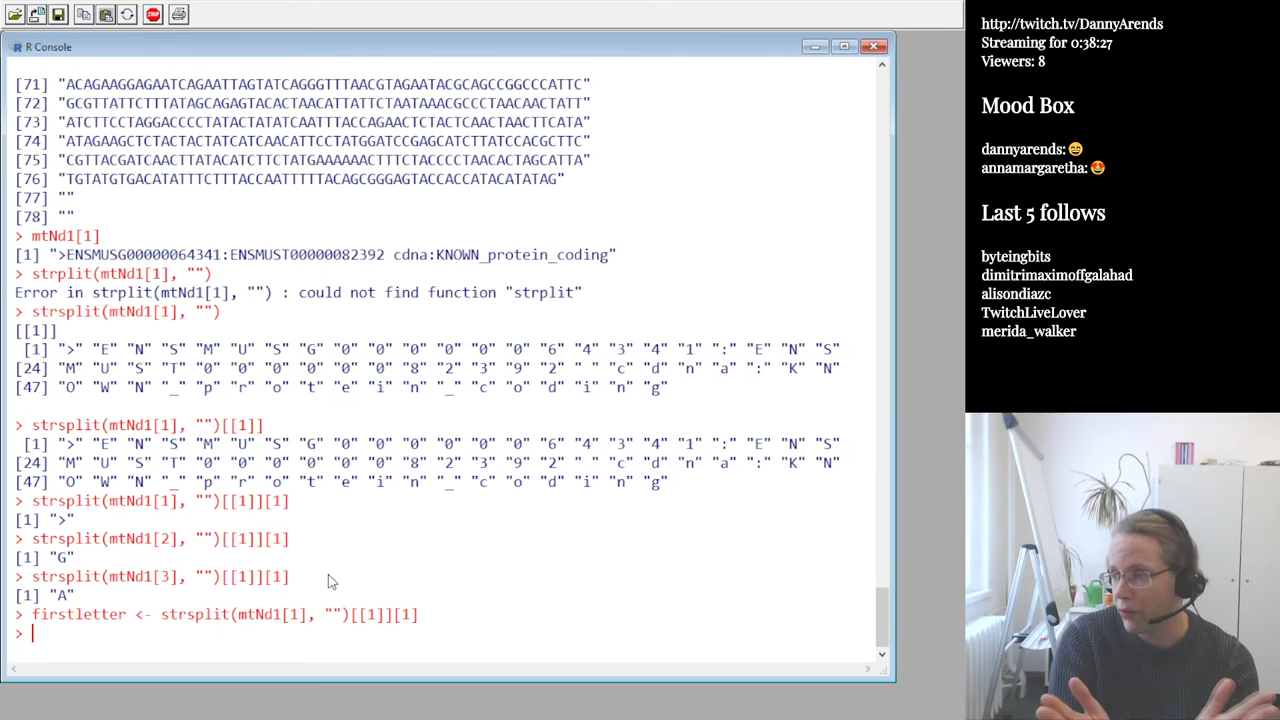 STOP
R Console
[71] "ACAGAAGGAGAATCAGAATTAGTATCAGGGTTTAACGTAGAATACGCAGCCGGCCCATTC"
[72] "GCGTTATTCTTTATAGCAGAGTACACTAACATTATTCTAATAAACGCCCTAACAACTATT"
[73] "ATCTTCCTAGGACCCCTATACTATATCAATTTACCAGAACTCTACTCAACTAACTTCATA"
[74] "ATAGAAGCTCTACTACTATCATCAACATTCCTATGGATCCGAGCATCTTATCCACGCTTC"
[75] "CGTTACGATCAACTTATACATCTTCTATGAAAAAACTTTCTACCCCTAACACTAGCATTA"
[76] "TGTATGTGACATATTTCTTTACCAATTTTTACAGCGGGAGTACCACCATACATATAG"
[77] ""
[78] ""
> mtNd1[1]
[1] ">ENSMUSG00000064341:ENSMUST00000082392 cdna:KNOWN_protein_coding"
> strplit(mtNd1[1], "")
Error in strplit(mtNd1[1], "") : could not find function "strplit"
> strsplit(mtNd1[1], "")
[[1]]
[1] ">" "E" "N" "S" "M" "U" "S" "G" "0" "0" "0" "0" "0" "0" "6" "4" "3" "4" "1" ":" "E" "N" "S"
[24] "M" "U" "S" "T" "0" "0" "0" "0" "0" "0" "8" "2" "3" "9" "2" " " "c" "d" "n" "a" ":" "K" "N"
[47] "O" "W" "N" "_" "p" "r" "o" "t" "e" "i" "n" "_" "c" "o" "d" "i" "n" "g"
> strsplit(mtNd1[1], "")[[1]]
[1] ">" "E" "N" "S" "M" "U" "S" "G" "0" "0" "0" "0" "0" "0" "6" "4" "3" "4" "1" ":" "E" "N" "S"
[24] "M" "U" "S" "T" "0" "0" "0" "0" "0" "0" "8" "2" "3" "9" "2" " " "c" "d" "n" "a" ":" "K" "N"
[47] "O" "W" "N" "_" "p" "r" "o" "t" "e" "i" "n" "_" "c" "o" "d" "i" "n" "g"
> strsplit(mtNd1[1], "")[[1]][1]
[1] ">"
> strsplit(mtNd1[2], "")[[1]][1]
[1] "G"
> strsplit(mtNd1[3], "")[[1]][1]
[1] "A"
> firstletter <- strsplit(mtNd1[1], "")[[1]][1]
>
http://twitch.tv/DannyArends
Streaming for 0:38:27
Viewers: 8
Mood Box
dannyarends: 😄
annamargaretha: 😍
Last 5 follows
byteingbits
dimitrimaximoffgalahad
alisondiazc
TwitchLiveLover
merida_walker